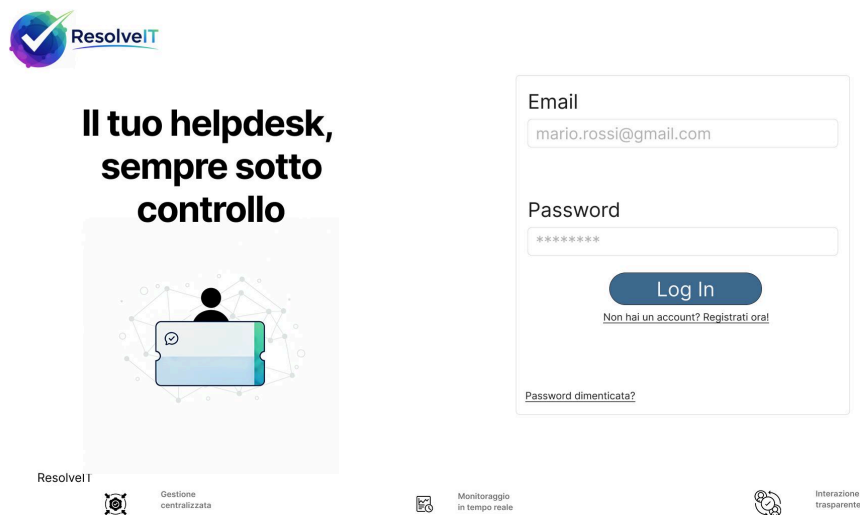 ResolveIT
Il tuo helpdesk,
sempre sotto
controllo
Email
mario.rossi@gmail.com
Password
********
Log In
Non hai un account? Registrati ora!
Password dimenticata?
ResolveIT
Gestione
centralizzata
Monitoraggio
in tempo reale
Interazione
trasparente